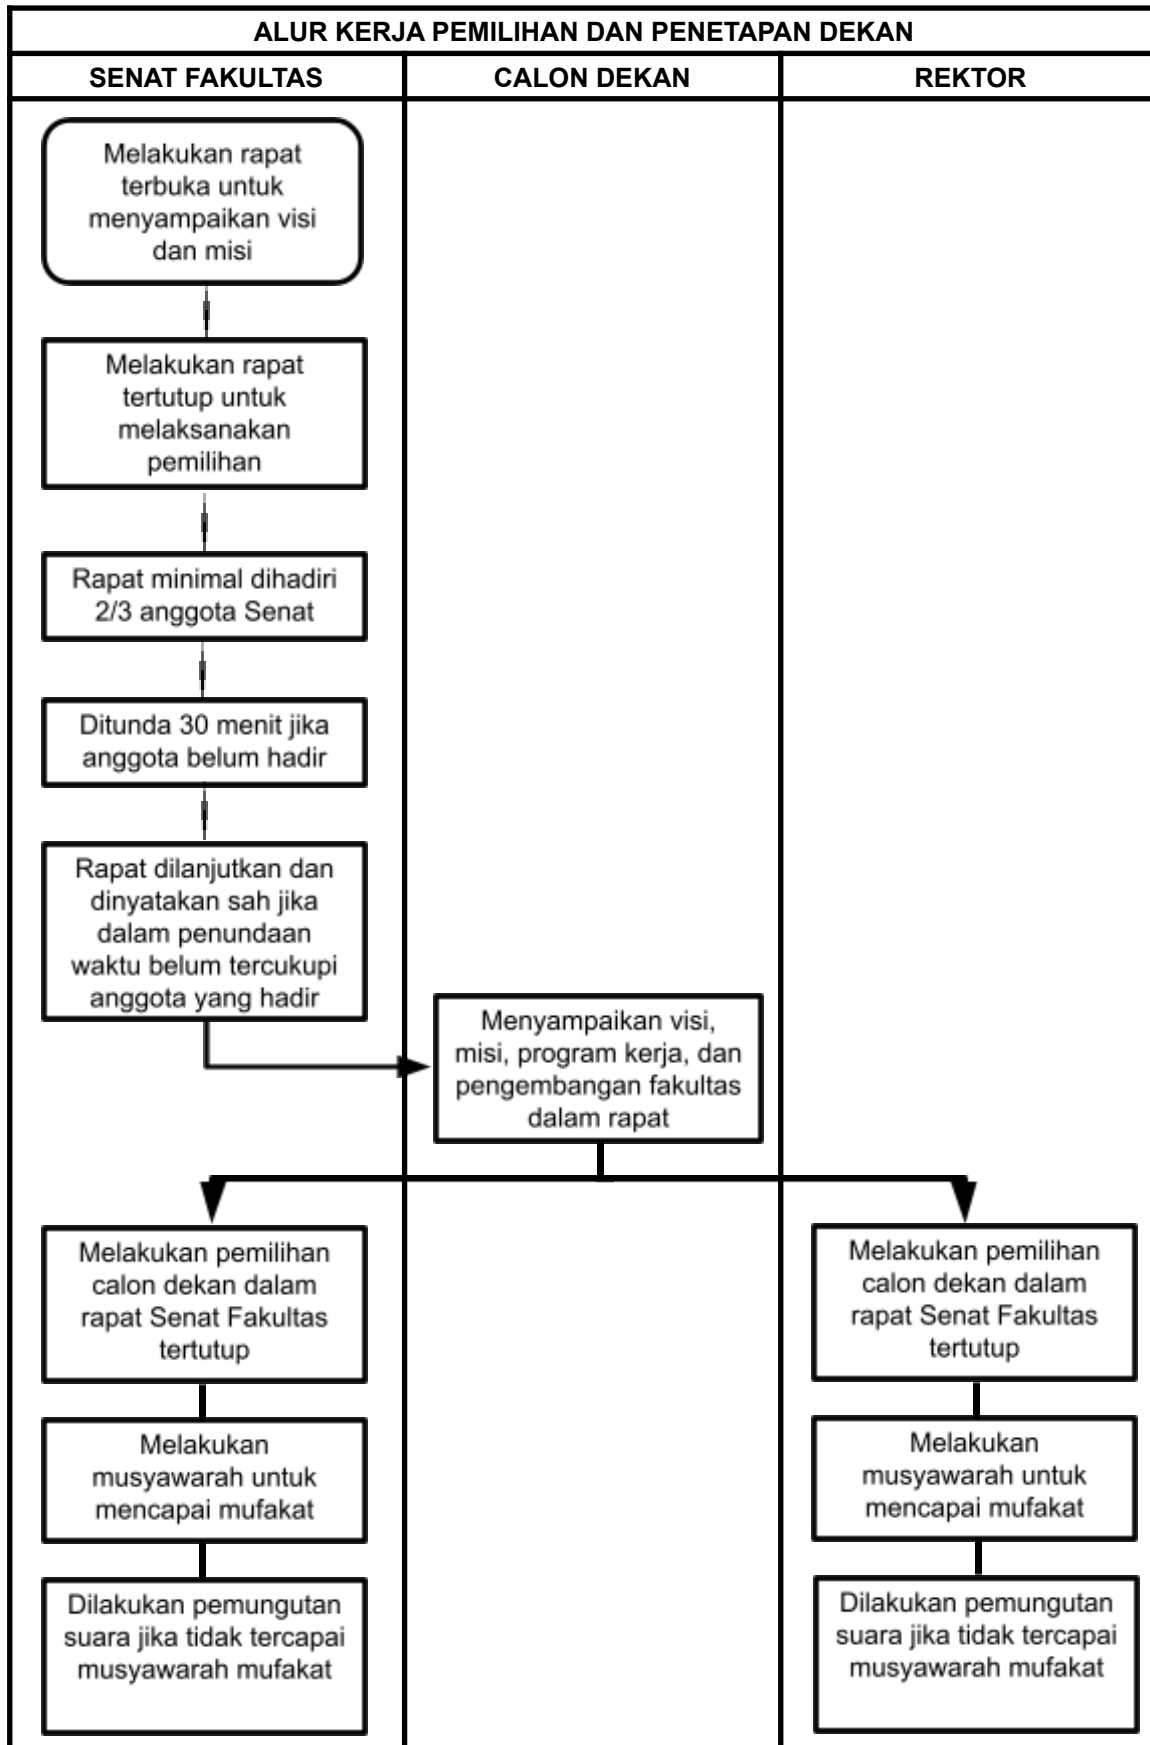 ALUR KERJA PEMILIHAN DAN PENETAPAN DEKAN
SENAT FAKULTAS
CALON DEKAN
REKTOR
Melakukan rapat
terbuka untuk
menyampaikan visi
dan misi
Melakukan rapat
tertutup untuk
melaksanakan
pemilihan
Rapat minimal dihadiri
2/3 anggota Senat
Ditunda 30 menit jika
anggota belum hadir
Rapat dilanjutkan dan
dinyatakan sah jika
dalam penundaan
waktu belum tercukupi
anggota yang hadir
Menyampaikan visi,
misi, program kerja, dan
pengembangan fakultas
dalam rapat
Melakukan pemilihan
calon dekan dalam
rapat Senat Fakultas
tertutup
Melakukan
musyawarah untuk
mencapai mufakat
Dilakukan pemungutan
suara jika tidak tercapai
musyawarah mufakat
Melakukan pemilihan
calon dekan dalam
rapat Senat Fakultas
tertutup
Melakukan
musyawarah untuk
mencapai mufakat
Dilakukan pemungutan
suara jika tidak tercapai
musyawarah mufakat